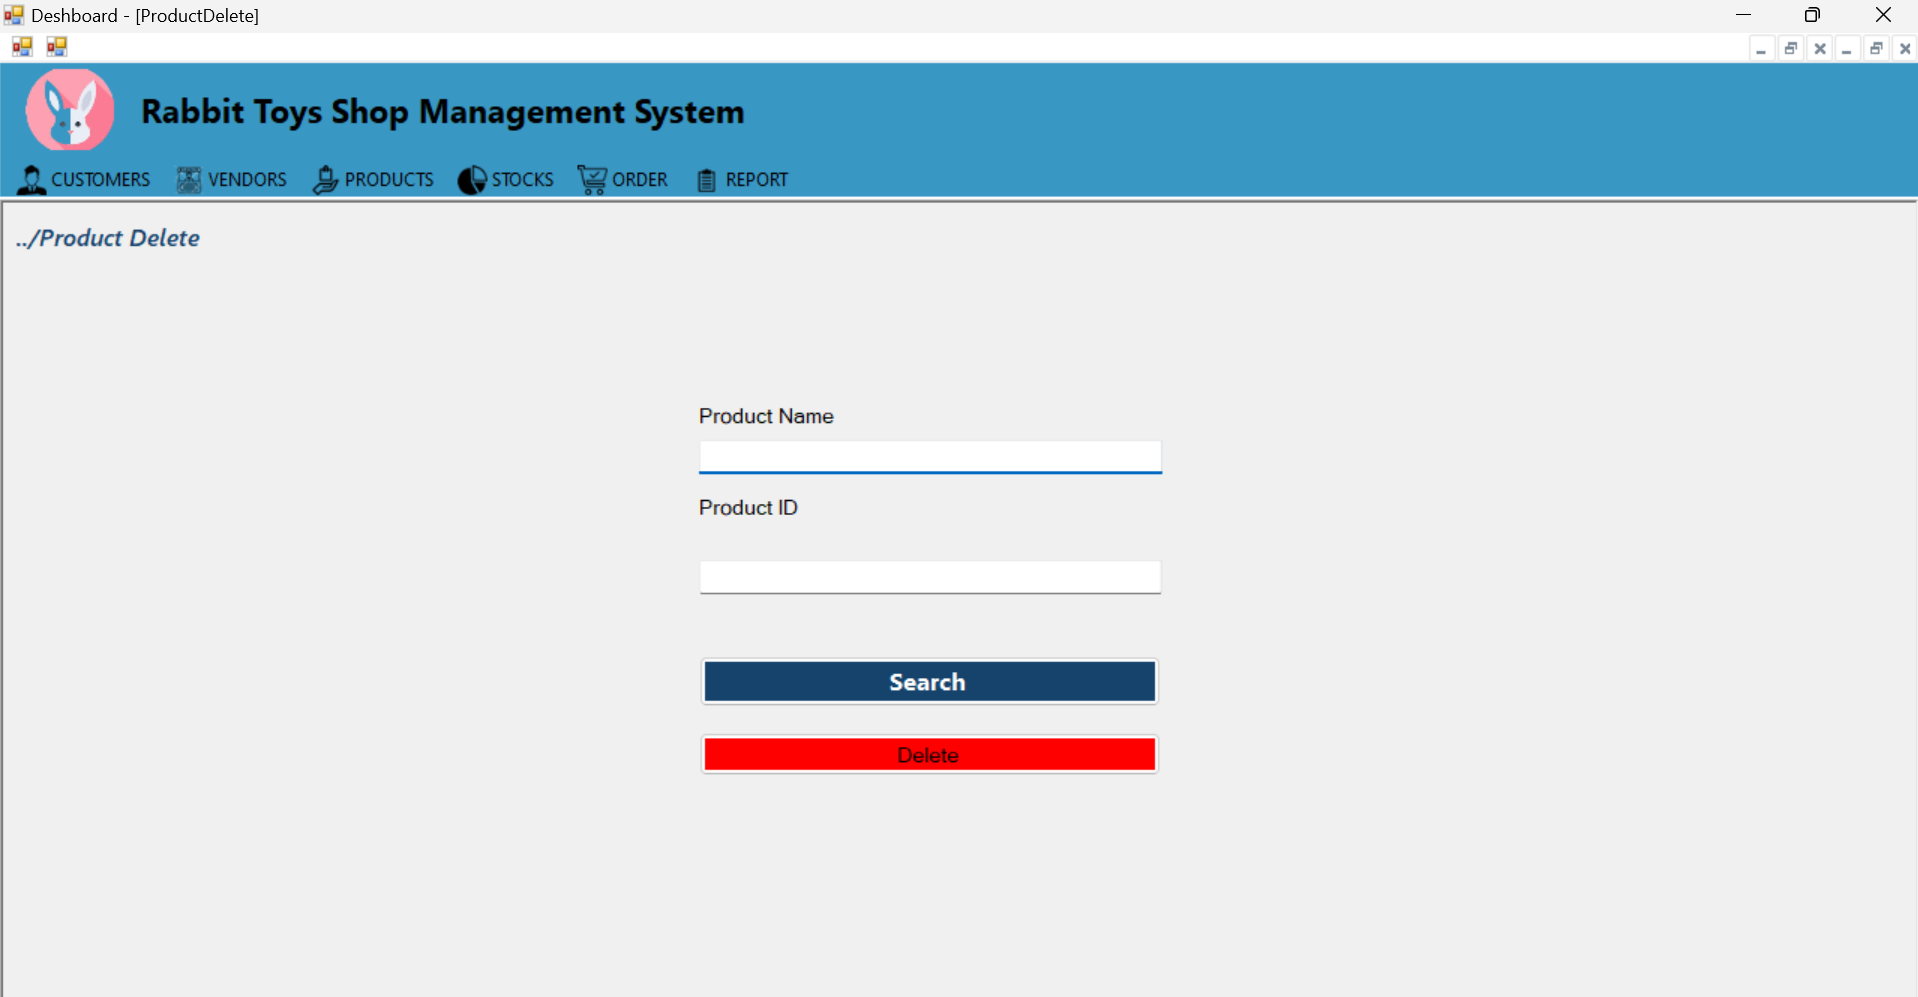 Deshboard - [ProductDelete]
Rabbit Toys Shop Management System
CUSTOMERS VENDORS PRODUCTS STOCKS ORDER REPORT
../Product Delete
Product Name
Product ID
Search
Delete